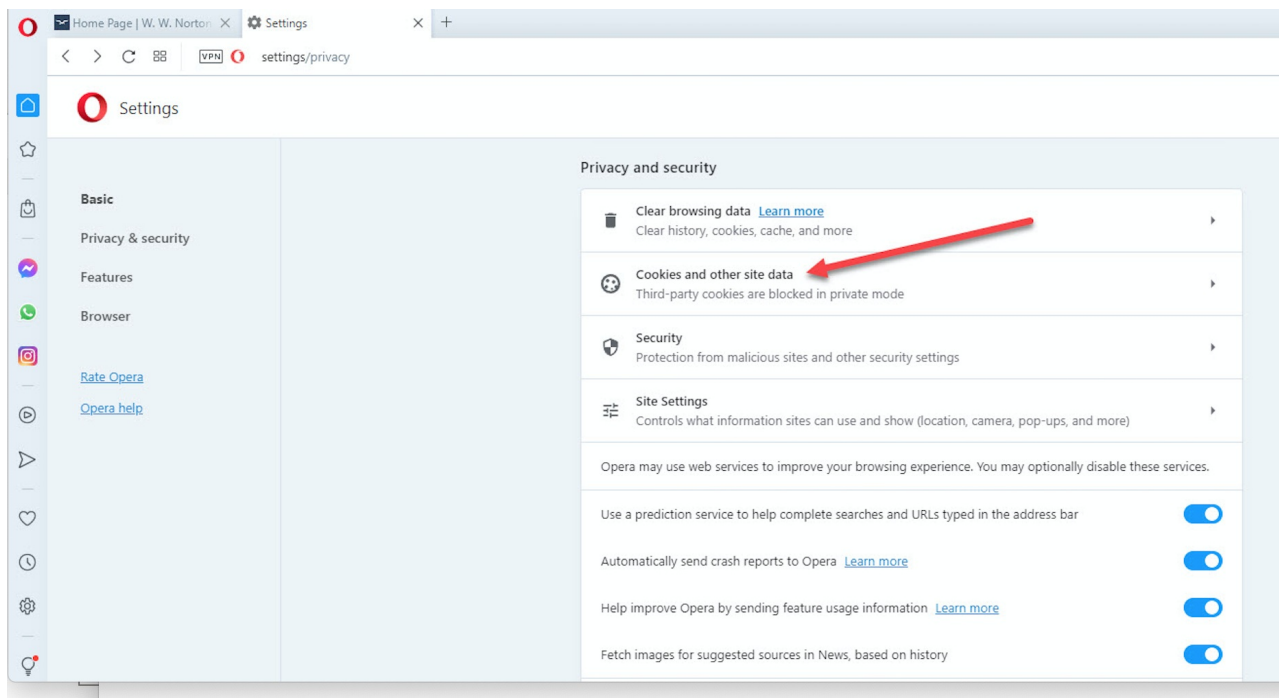 Home Page | W. W. Norton
Settings
VPN
settings/privacy
Settings
Basic
Privacy & security
Features
Browser
Rate Opera
Opera help
Privacy and security
Clear browsing data Learn more
Clear history, cookies, cache, and more
Cookies and other site data
Third-party cookies are blocked in private mode
Security
Protection from malicious sites and other security settings
Site Settings
Controls what information sites can use and show (location, camera, pop-ups, and more)
Opera may use web services to improve your browsing experience. You may optionally disable these services.
Use a prediction service to help complete searches and URLs typed in the address bar
Automatically send crash reports to Opera Learn more
Help improve Opera by sending feature usage information Learn more
Fetch images for suggested sources in News, based on history